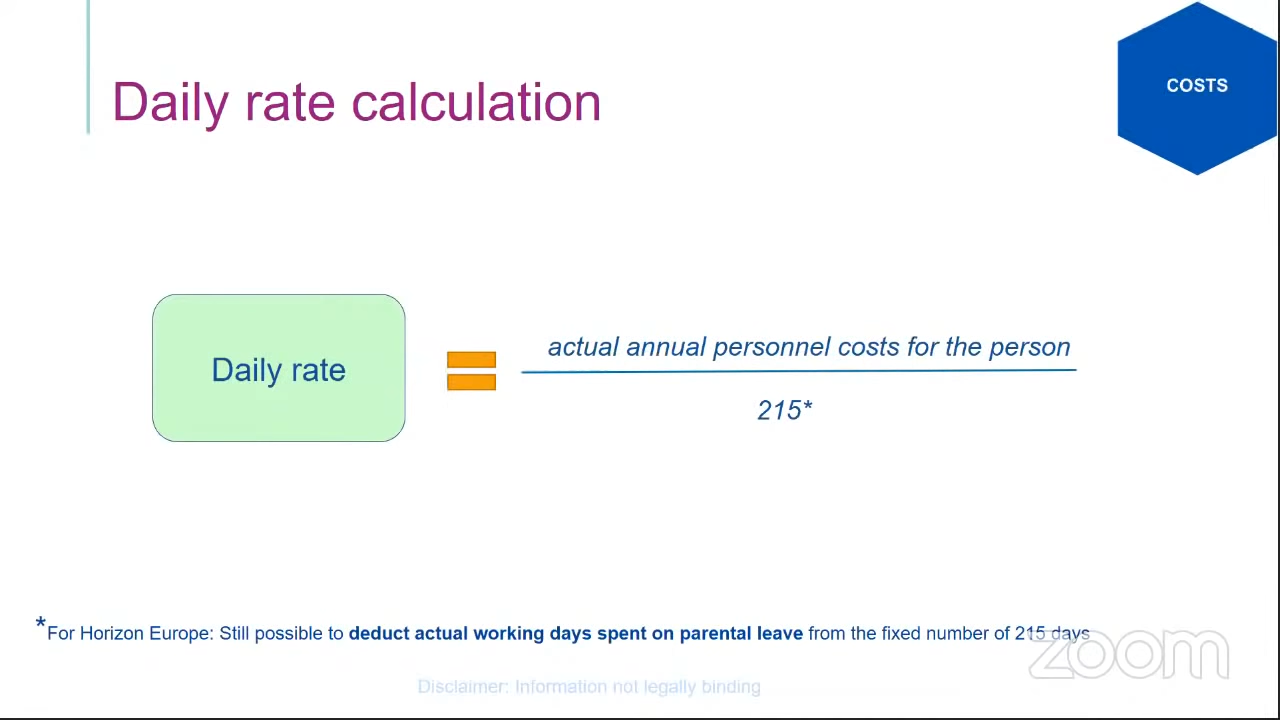 COSTS
Daily rate calculation
Daily rate
actual annual personnel costs for the person
215*
*For Horizon Europe: Still possible to deduct actual working days spent on parental leave from the fixed number of 215 days
zoom
Disclaimer: Information not legally binding